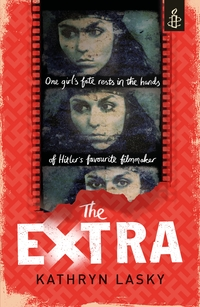 One girl's fate rests in the hands
of Hitler's favourite filmmaker
The
EXTRA
KATHRYN LASKY